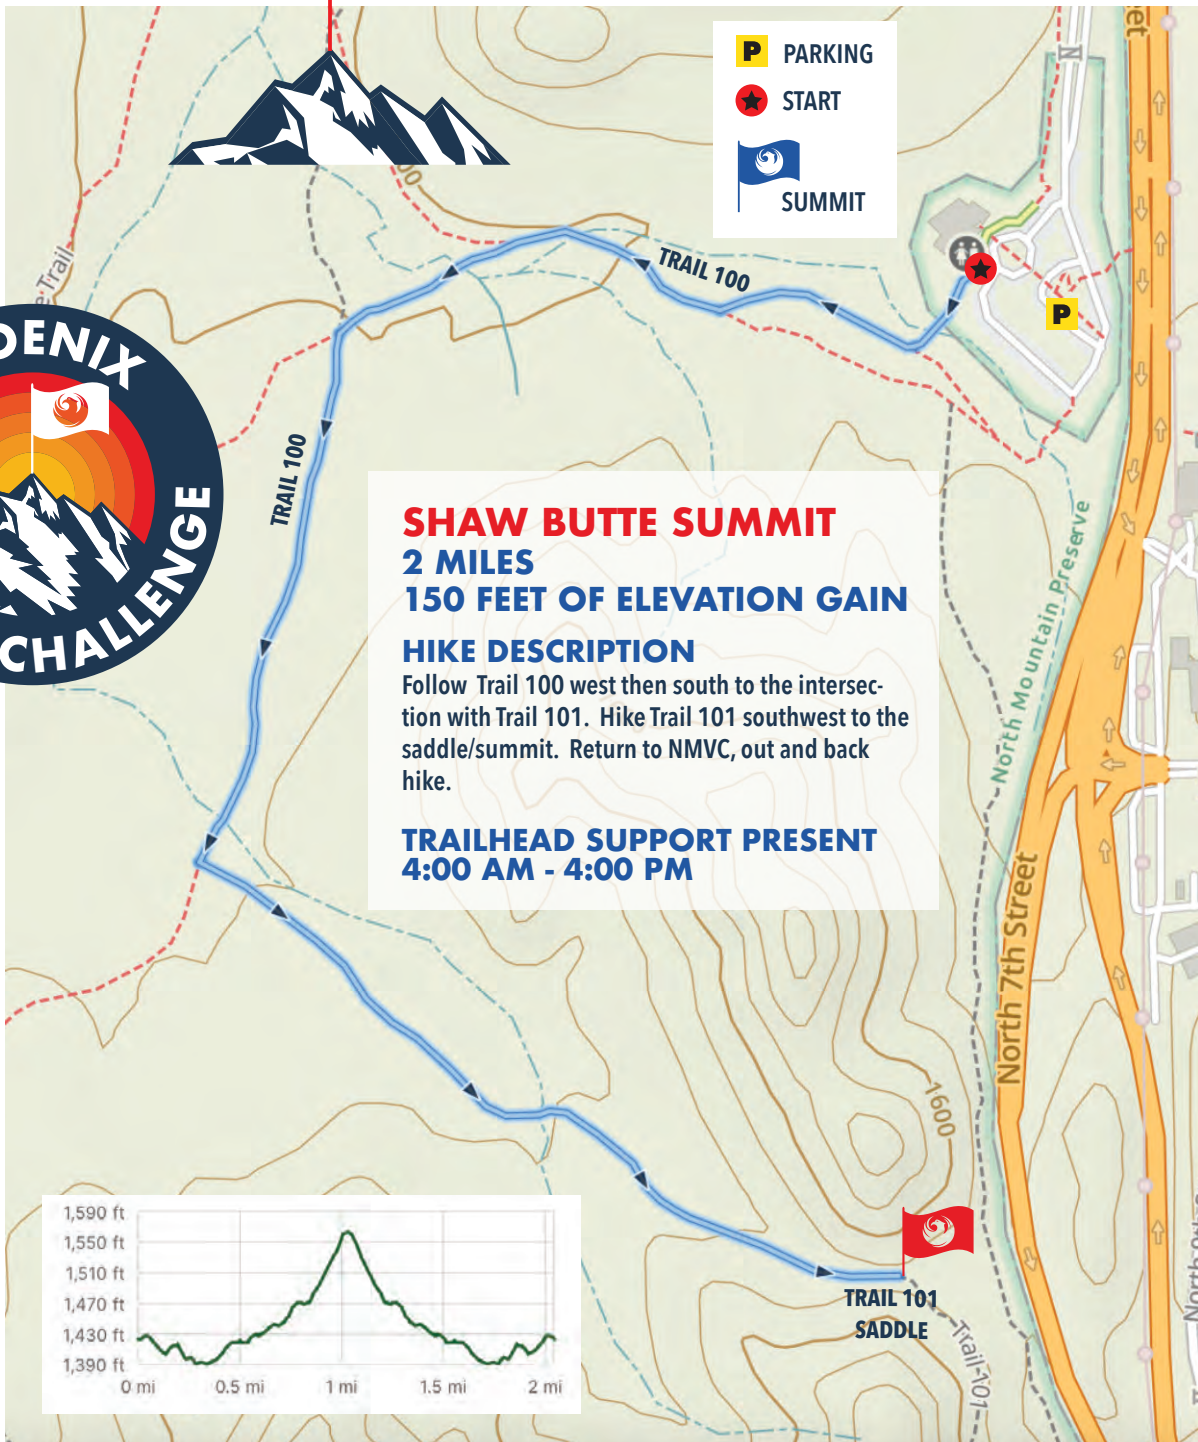 PARKING
START
SUMMIT
P
P
N
eet
00
e Trail
TRAIL 100
OENIX
CHALLENGE
TRAIL 100
SHAW BUTTE SUMMIT
2 MILES
150 FEET OF ELEVATION GAIN
HIKE DESCRIPTION
Follow Trail 100 west then south to the intersec-
tion with Trail 101. Hike Trail 101 southwest to the
saddle/summit. Return to NMVC, out and back
hike.
TRAILHEAD SUPPORT PRESENT
4:00 AM - 4:00 PM
North Mountain Preserve
North 7th Street
1600
TRAIL 101
SADDLE
Trail-101
1,590 ft
1,550 ft
1,510 ft
1,470 ft
1,430 ft
1,390 ft
0 mi 0.5 mi 1 mi 1.5 mi 2 mi